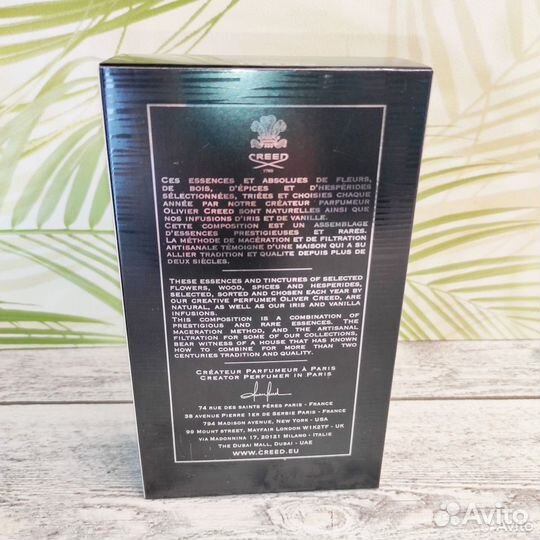 CREED
1760
CES ESSENCES ET ABSOLUES DE FLEURS,
DE BOIS, D'ÉPICES ET D'HESPÉRIDES
SÉLECTIONNÉES, TRIÉES ET CHOISIES CHAQUE
ANNÉE PAR NOTRE CRÉATEUR PARFUMEUR
OLIVIER CREED SONT NATURELLES AINSI QUE
NOS INFUSIONS D'IRIS ET DE VANILLE.
CETTE COMPOSITION EST UN ASSEMBLAGE
D'ESSENCES PRESTIGIEUSES ET RARES.
LA MÉTHODE DE MACÉRATION ET DE FILTRATION
ARTISANALE TÉMOIGNE D'UNE MAISON QUI A SU
ALLIER TRADITION ET QUALITE DEPUIS PLUS DE
DEUX SIÈCLES.
THESE ESSENCES AND TINCTURES OF SELECTED
FLOWERS, WOOD, SPICES AND HESPERIDES,
SELECTED, SORTED AND CHOSEN EACH YEAR BY
OUR CREATIVE PERFUMER OLIVER CREED, ARE
NATURAL, AS WELL AS OUR IRIS AND VANILLA
INFUSIONS.
THIS COMPOSITION IS A COMBINATION OF
PRESTIGIOUS AND RARE ESSENCES. THE
MACERATION METHOD, AND THE ARTISANAL
FILTRATION FOR SOME OF OUR COLLECTIONS,
BEAR WITNESS OF A HOUSE THAT HAS KNOWN
HOW TO COMBINE FOR MORE THAN TWO
CENTURIES TRADITION AND QUALITY.
CRÉATEUR PARFUMEUR À PARIS
CREATOR PERFUMER IN PARIS
74 RUE DES SAINTS PÈRES PARIS - FRANCE
38 AVENUE PIERRE 1ER DE SERBIE PARIS - FRANCE
794 MADISON AVENUE, NEW YORK - USA
99 MOUNT STREET, MAYFAIR LONDON W1K2TF - UK
VIA MADONNINA 17, 20121 MILANO - ITALIE
THE DUBAI MALL, DUBAI - UAE
WWW.CREED.EU
Avito